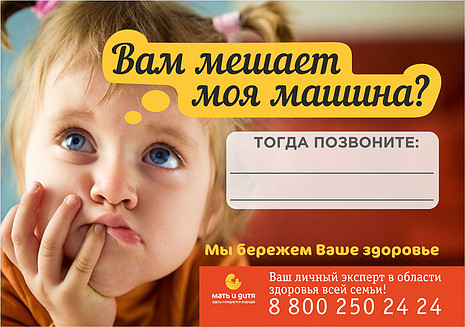 Вам мешает
моя машина?
ТОГДА ПОЗВОНИТЕ:
Мы бережем Ваше здоровье
мать и дитя
Ваш личный эксперт в области
здоровья всей семьи!
8 800 250 24 24